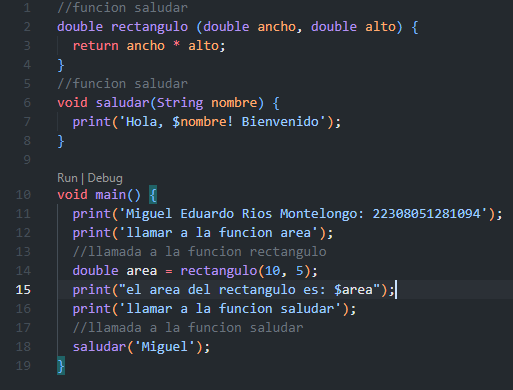 1 //funcion saludar
2 double rectangulo (double ancho, double alto) {
3 return ancho * alto;
4 }
5 //funcion saludar
6 void saludar(String nombre) {
7 print('Hola, $nombre! Bienvenido');
8 }
9
Run | Debug
10 void main() {
11 print('Miguel Eduardo Rios Montelongo: 22308051281094');
12 print('llamar a la funcion area');
13 //llamada a la funcion rectangulo
14 double area = rectangulo(10, 5);
15 print("el area del rectangulo es: $area");
16 print('llamar a la funcion saludar');
17 //llamada a la funcion saludar
18 saludar('Miguel');
19 }